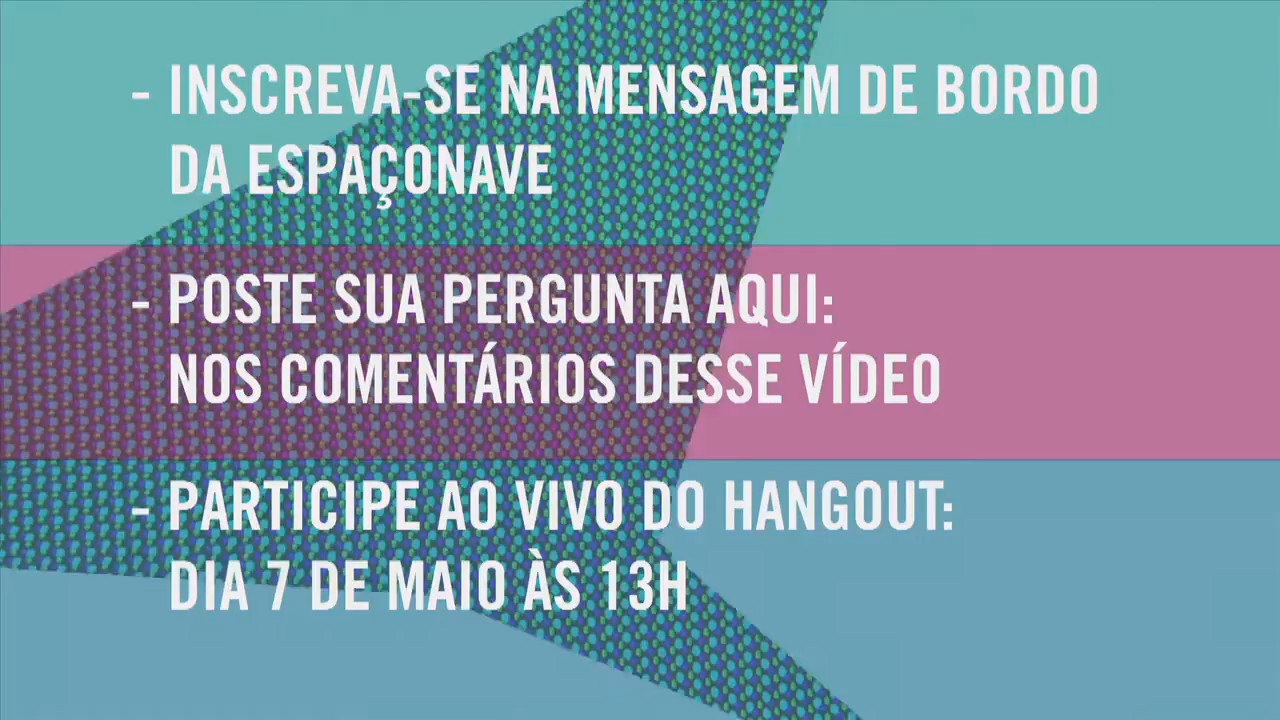 - INSCREVA-SE NA MENSAGEM DE BORDO
DA ESPAÇONAVE
- POSTE SUA PERGUNTA AQUI:
NOS COMENTÁRIOS DESSE VÍDEO
- PARTICIPE AO VIVO DO HANGOUT:
DIA 7 DE MAIO ÀS 13H